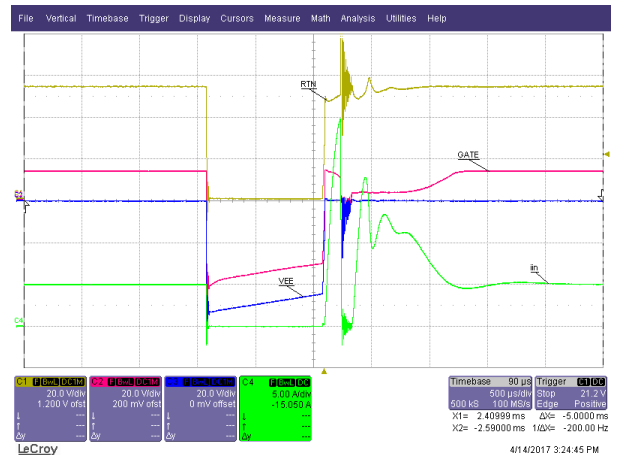 File Vertical Timebase Trigger Display Cursors Measure Math Analysis Utilities Help
RTN
GATE
VEE
iin
C4
C1 F BwL DC1M
20.0 V/div
1.200 V ofst
---
---
Δy ---
C2 F BwL DC1M
20.0 V/div
200 mV ofst
---
---
Δy ---
20.0 V/div
0 mV offset
---
---
Δy ---
C4 F BwL DC
5.00 A/div
-15.050 A
---
---
Δy ---
Timebase 90 µs
500 µs/div
500 kS 100 MS/s
Trigger C1 DC
Stop 21.2 V
Edge Positive
X1= 2.40999 ms ΔX= -5.0000 ms
X2= -2.59000 ms 1/ΔX= -200.00 Hz
LeCroy
4/14/2017 3:24:45 PM